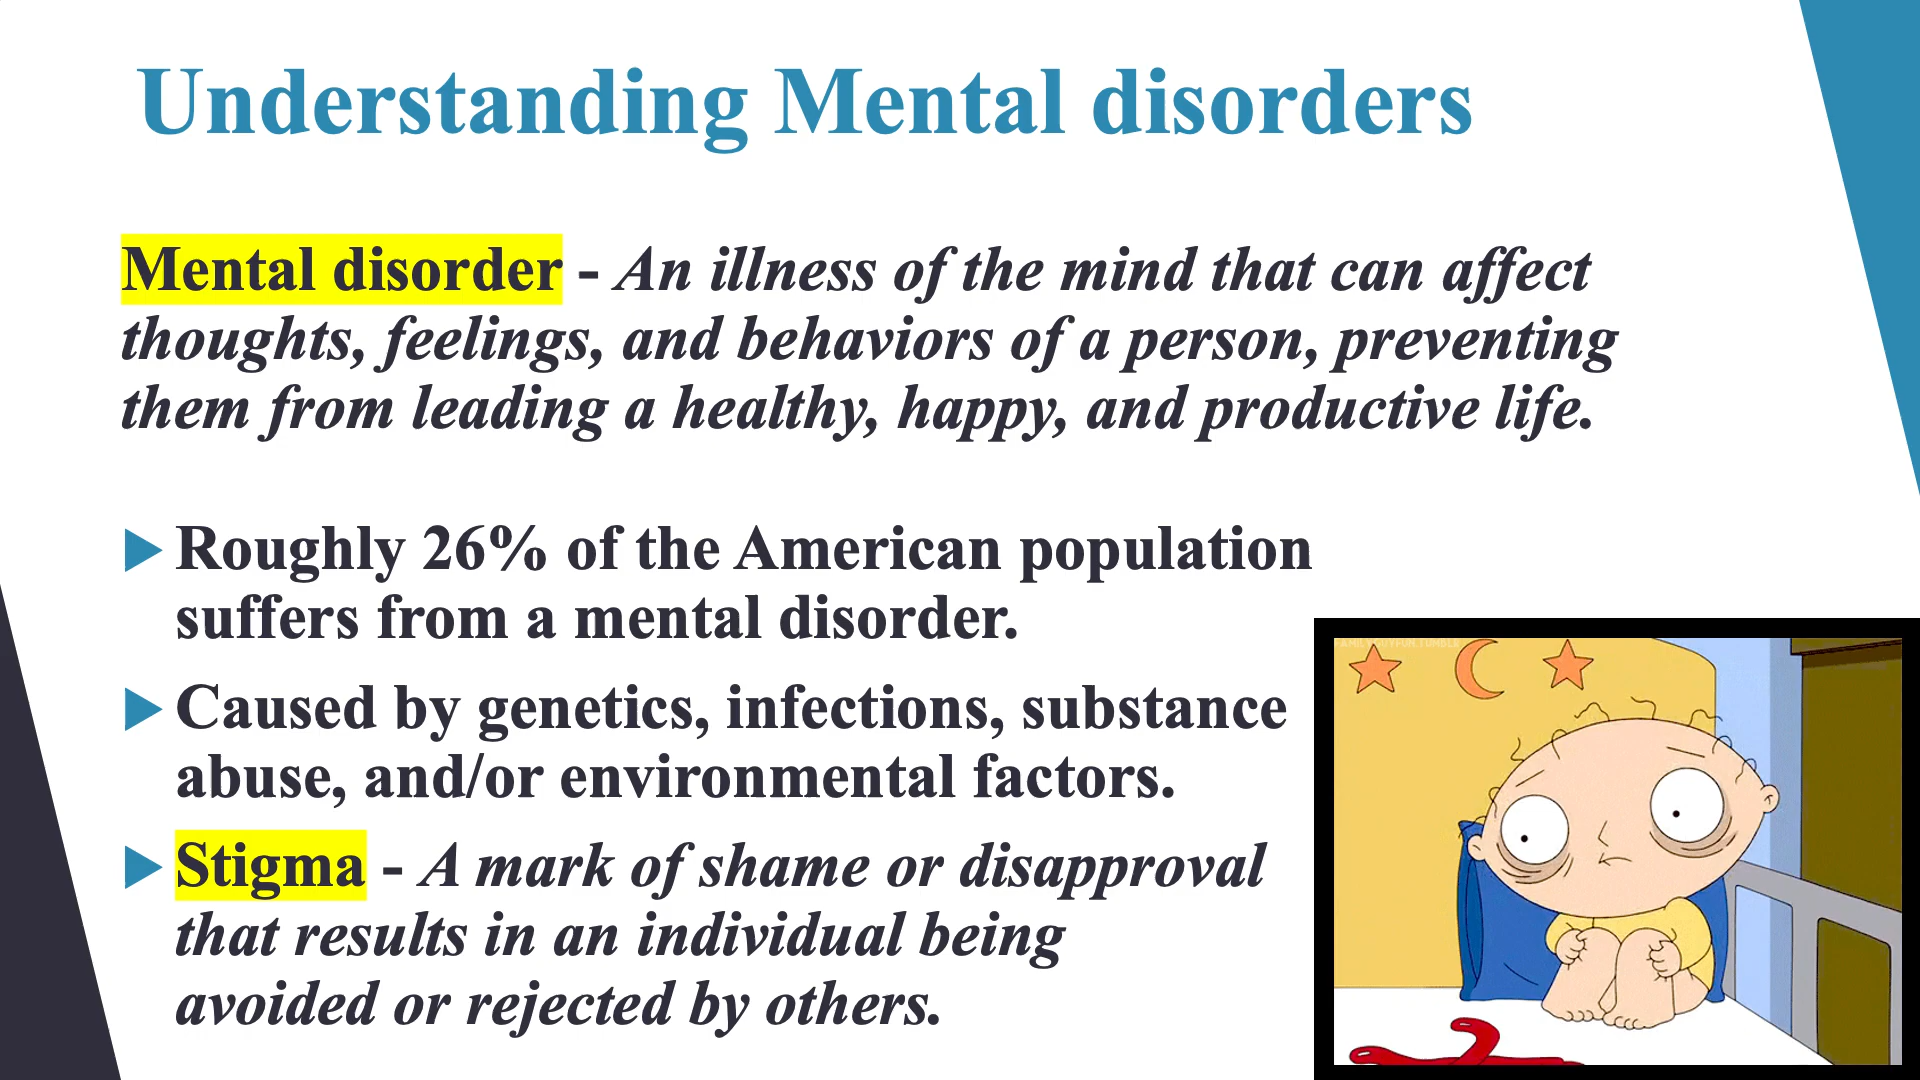 Understanding Mental disorders
Mental disorder - An illness of the mind that can affect
thoughts, feelings, and behaviors of a person, preventing
them from leading a healthy, happy, and productive life.
Roughly 26% of the American population
suffers from a mental disorder.
Caused by genetics, infections, substance
abuse, and/or environmental factors.
Stigma - A mark of shame or disapproval
that results in an individual being
avoided or rejected by others.